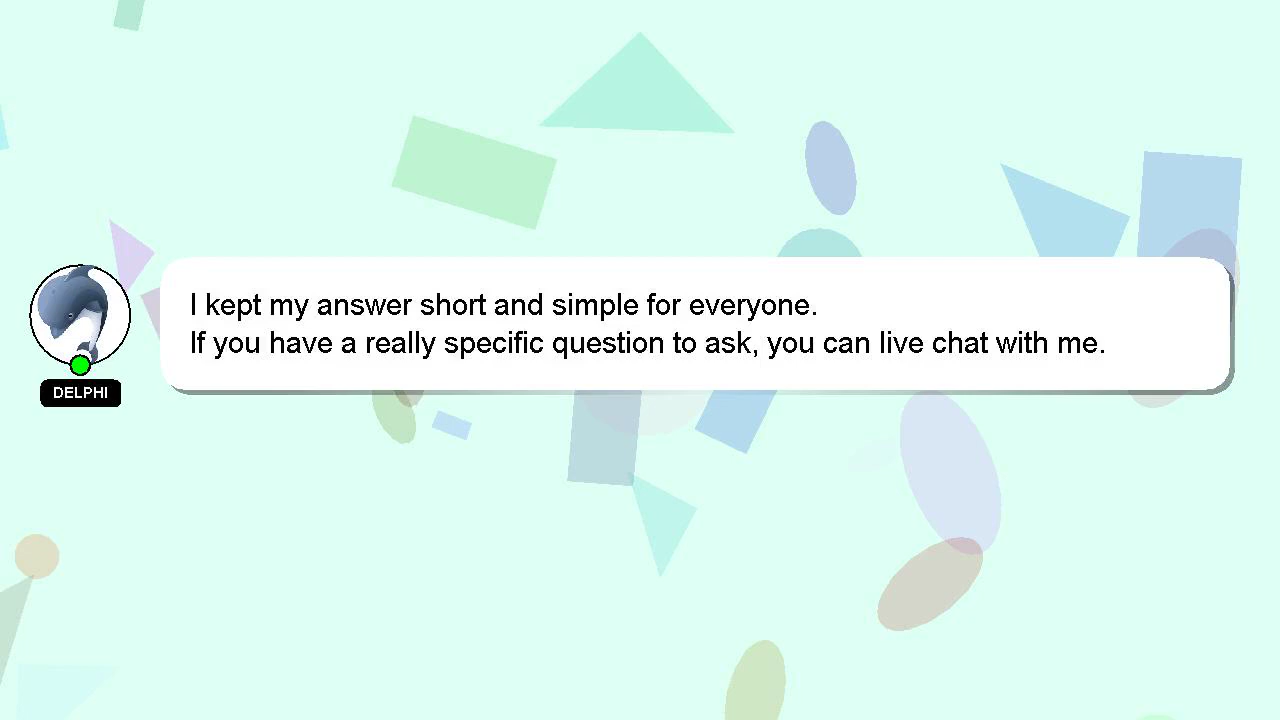 I kept my answer short and simple for everyone.
If you have a really specific question to ask, you can live chat with me.
DELPHI